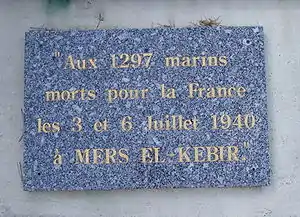 "Aux 1297 marins
morts pour la France
les 3 et 6 Juillet 1940
à MERS EL-KEBIR."